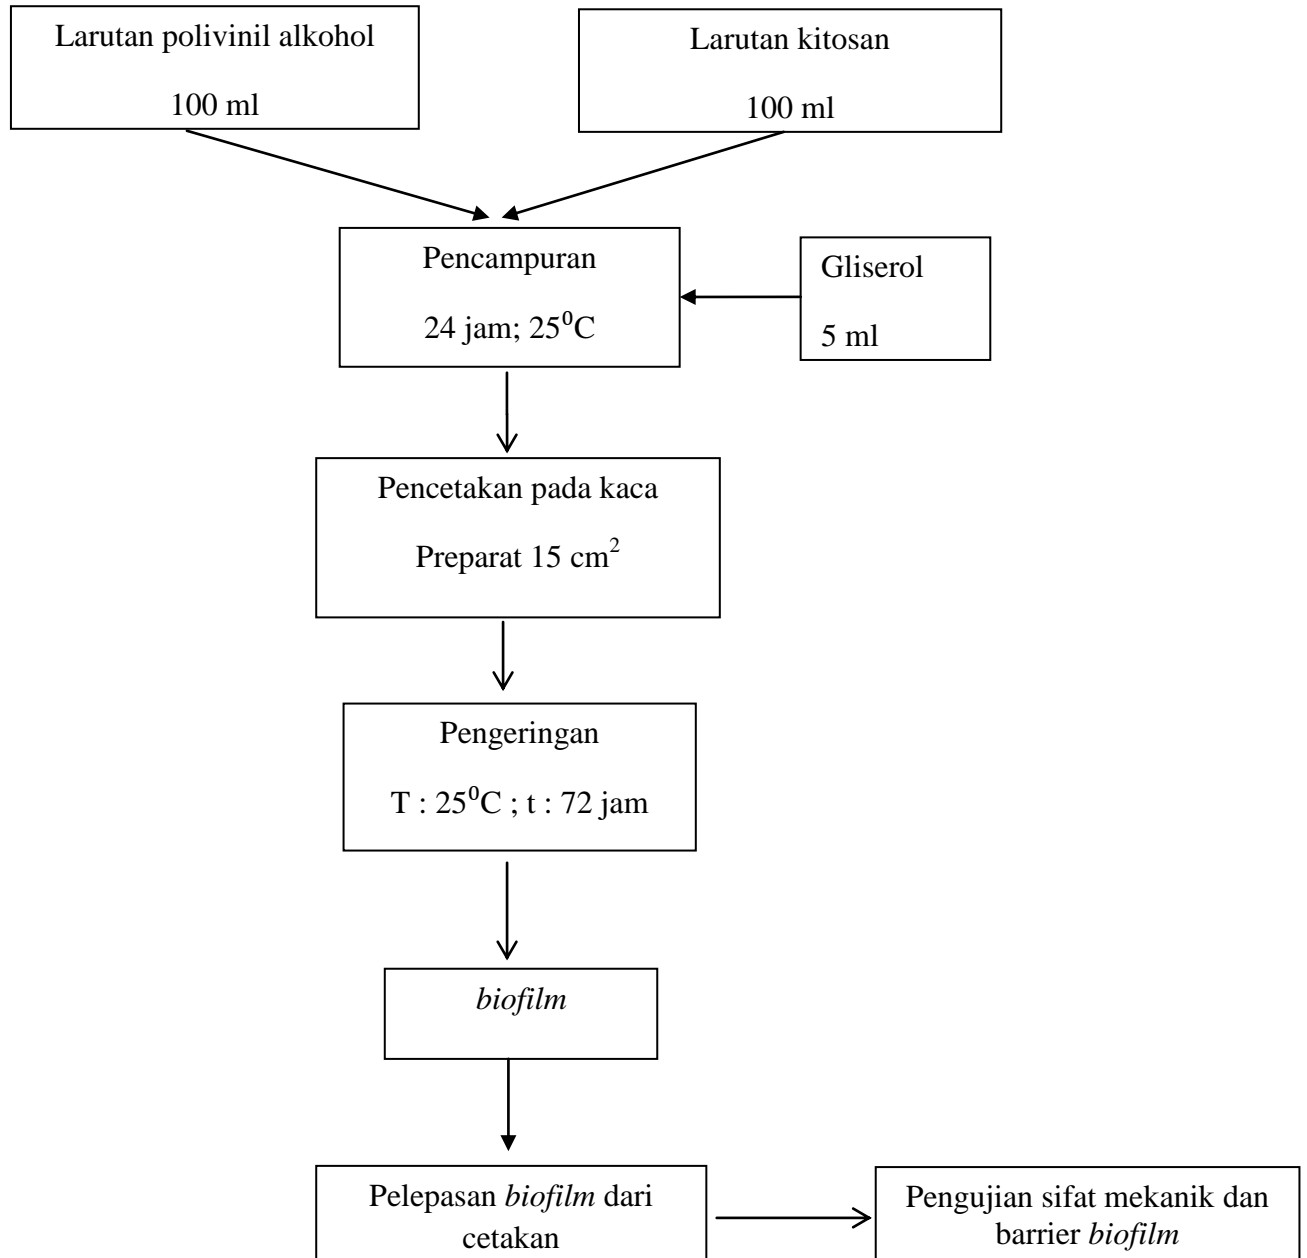 Larutan polivinil alkohol
100 ml
Larutan kitosan
100 ml
Pencampuran
24 jam; 25⁰C
Gliserol
5 ml
Pencetakan pada kaca
Preparat 15 cm²
Pengeringan
T : 25⁰C ; t : 72 jam
biofilm
Pelepasan biofilm dari
cetakan
Pengujian sifat mekanik dan
barrier biofilm